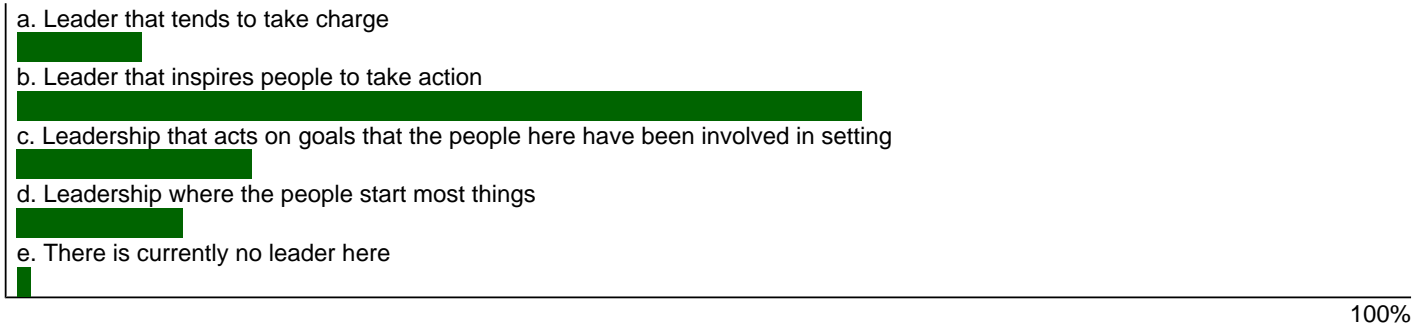 a. Leader that tends to take charge
b. Leader that inspires people to take action
c. Leadership that acts on goals that the people here have been involved in setting
d. Leadership where the people start most things
e. There is currently no leader here
100%